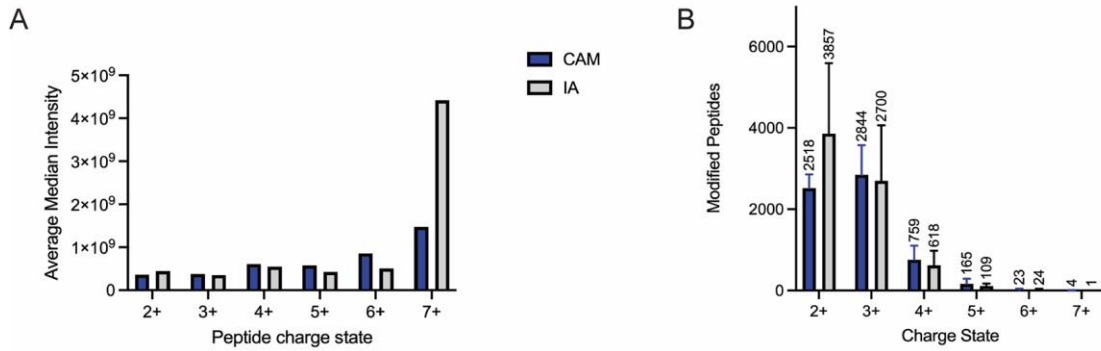 A
CAM
IA
5×10⁹
4×10⁹
3×10⁹
2×10⁹
1×10⁹
0
Average Median Intensity
2+ 3+ 4+ 5+ 6+ 7+
Peptide charge state
B
6000
4000
2000
0
Modified Peptides
2518 3857 2844 2700 759 618 165 109 23 24 4 1
2+ 3+ 4+ 5+ 6+ 7+
Charge State